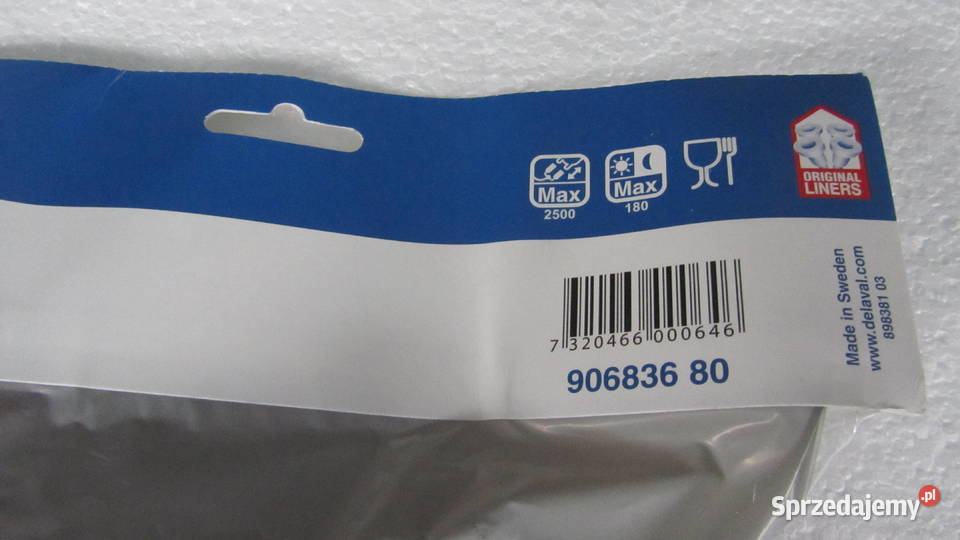 Max
2500
Max
180
ORIGINAL
LINERS
7 320466 000646
906836 80
Made in Sweden
www.delaval.com
898381 03
Sprzedajemy.pl